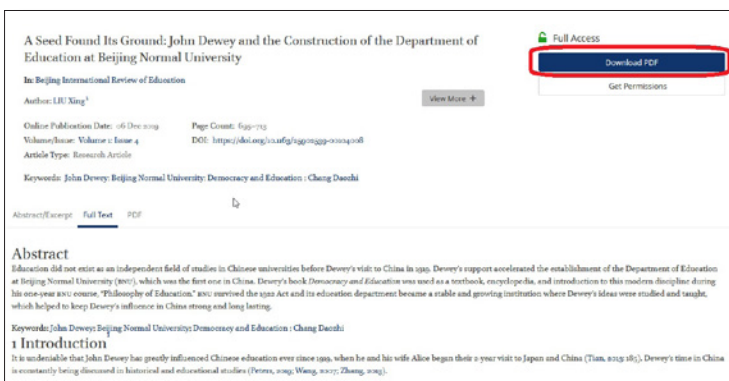 A Seed Found Its Ground: John Dewey and the Construction of the Department of
Education at Beijing Normal University
In: Beijing International Review of Education
Author: LIU Xing¹
View More +
Online Publication Date: 06 Dec 2019
Page Count: 695–713
Volume/Issue: Volume 1: Issue 4
DOI: https://doi.org/10.1163/25902539-00104008
Article Type: Research Article
Keywords: John Dewey; Beijing Normal University; Democracy and Education ; Chang Daozhi
Full Access
Download PDF
Get Permissions
Abstract/Excerpt Full Text PDF
Abstract
Education did not exist as an independent field of studies in Chinese universities before Dewey's visit to China in 1919. Dewey's support accelerated the establishment of the Department of Education
at Beijing Normal University (BNU), which was the first one in China. Dewey's book Democracy and Education was used as a textbook, encyclopedia, and introduction to this modern discipline during
his one-year BNU course, "Philosophy of Education." BNU survived the 1922 Act and its education department became a stable and growing institution where Dewey's ideas were studied and taught,
which helped to keep Dewey's influence in China strong and long lasting.
Keywords: John Dewey; Beijing Normal University; Democracy and Education ; Chang Daozhi
1 Introduction
It is undeniable that John Dewey has greatly influenced Chinese education ever since 1919, when he and his wife Alice began their 2-year visit to Japan and China (Tian, 2013: 185). Dewey's time in China
is constantly being discussed in historical and educational studies (Peters, 2019; Wang, 2007; Zhang, 2019).